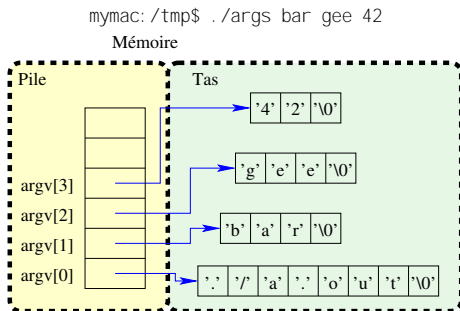 mymac:/tmp$ ./args bar gee 42
Mémoire
Pile
Tas
'4' '2' '\0'
argv[3]
'g' 'e' 'e' '\0'
argv[2]
'b' 'a' 'r' '\0'
argv[1]
argv[0]
'.' '/' 'a' '.' 'o' 'u' 't' '\0'